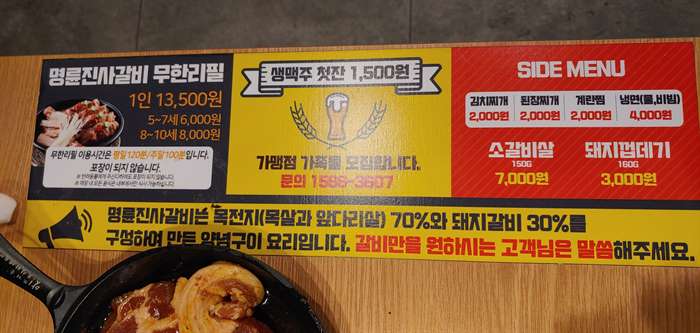 명륜진사갈비 무한리필
1인 13,500원
5~7세 6,000원
8~10세 8,000원
무한리필 이용시간은 평일120분/주말100분입니다.
포장이 되지 않습니다.
생맥주 첫잔 1,500원
가맹점 가족을 모집합니다.
문의 1588-3607
SIDE MENU
김치찌개 된장찌개 계란찜 냉면(물,비빔)
2,000원 2,000원 2,000원 4,000원
소갈비살 돼지껍데기
150G 160G
7,000원 3,000원
명륜진사갈비는 목전지(목살과 앞다리살) 70%와 돼지갈비 30%를
구성하여 만든 양념구이 요리입니다. 갈비만을 원하시는 고객님은 말씀해주세요.